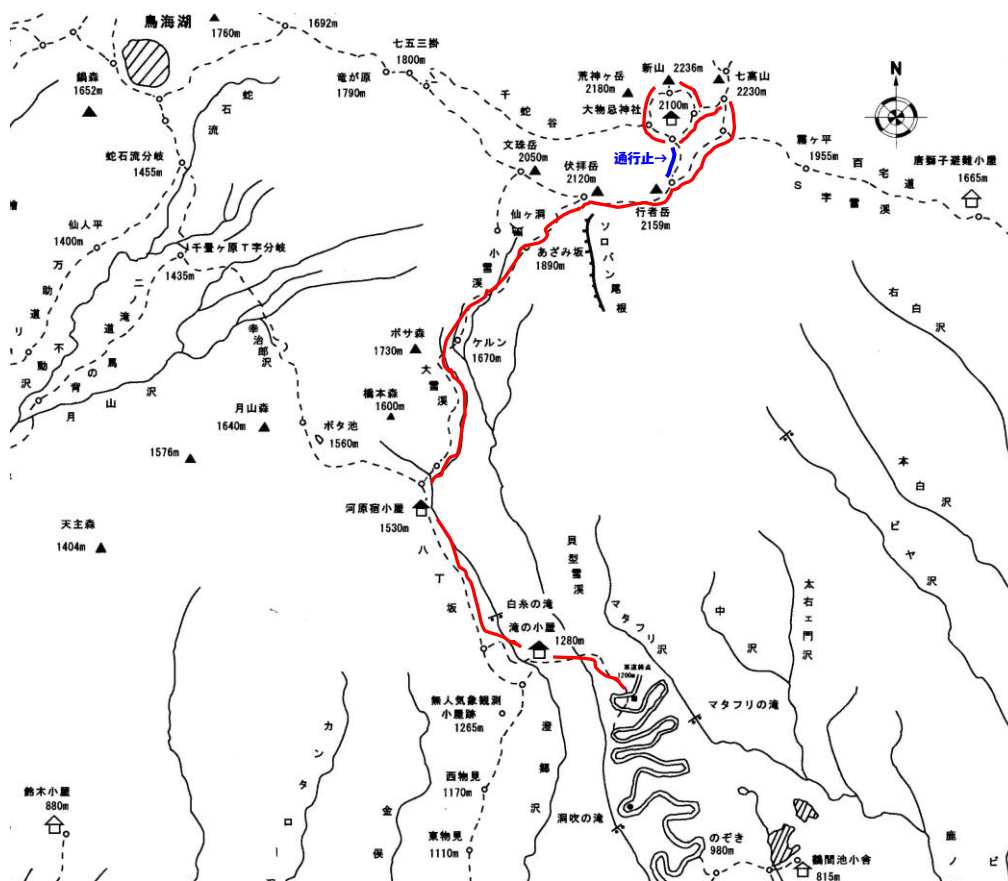 鳥海湖
1760m
1692m
七五三掛
1800m
竜が原
1790m
鍋森
1652m
蛇石流
千蛇谷
荒神ヶ岳
2180m
新山 2236m
七高山
2230m
大物忌神社
2100m
N
通行止→
文珠岳
2050m
伏拝岳
2120m
行者岳
2159m
霧ヶ平
1955m
百宅道
S字雪渓
唐獅子避難小屋
1665m
蛇石流分岐
1455m
仙人平
1400m
千畳ヶ原T字分岐
1435m
万助道
二滝道
仙ヶ洞
小雪渓
あざみ坂
1890m
ソロバン尾根
幸治郎沢
ボサ森
1730m
ケルン
1670m
大雪渓
橋本森
1600m
月山森
1640m
ボタ池
1560m
1576m
不動沢
馬の背
月山沢
天主森
1404m
河原宿小屋
1530m
八丁坂
白糸の滝
滝の小屋
1280m
貝型雪渓
マタフリ沢
中沢
太右ェ門沢
右白沢
本白沢
ビヤ沢
車道終点
1200m
マタフリの滝
無人気象観測
小屋跡
1265m
西物見
1170m
東物見
1110m
澄郷沢
洞吹の滝
のぞき
980m
鶴間池小舎
815m
鹿ノ
ビ
鈴木小屋
880m
カンタロー
金俣